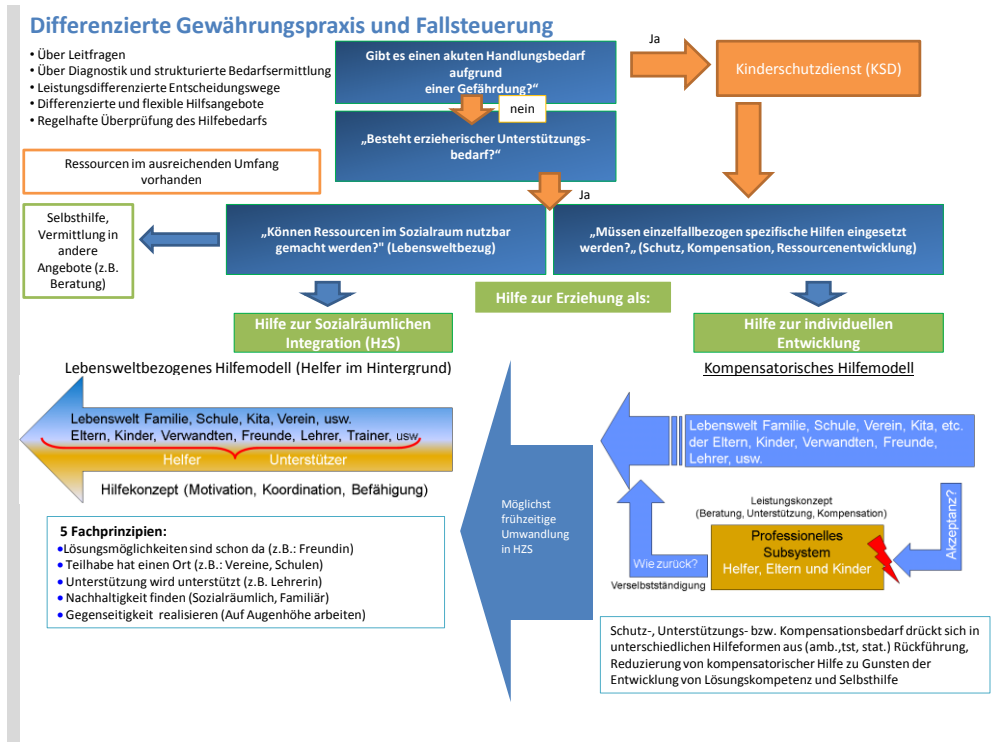 Differenzierte Gewährungspraxis und Fallsteuerung
• Über Leitfragen
• Über Diagnostik und strukturierte Bedarfsermittlung
• Leistungsdifferenzierte Entscheidungswege
• Differenzierte und flexible Hilfsangebote
• Regelhafte Überprüfung des Hilfebedarfs
Gibt es einen akuten Handlungsbedarf
aufgrund
einer Gefährdung?“
Ja
Kinderschutzdienst (KSD)
nein
„Besteht erzieherischer Unterstützungs-
bedarf?“
Ressourcen im ausreichenden Umfang
vorhanden
Ja
Selbsthilfe,
Vermittlung in
andere
Angebote (z.B.
Beratung)
„Können Ressourcen im Sozialraum nutzbar
gemacht werden?" (Lebensweltbezug)
„Müssen einzelfallbezogen spezifische Hilfen eingesetzt
werden?„ (Schutz, Kompensation, Ressourcenentwicklung)
Hilfe zur Erziehung als:
Hilfe zur Sozialräumlichen
Integration (HzS)
Hilfe zur individuellen
Entwicklung
Lebensweltbezogenes Hilfemodell (Helfer im Hintergrund)
Kompensatorisches Hilfemodell
Lebenswelt Familie, Schule, Kita, Verein, usw.
Eltern, Kinder, Verwandten, Freunde, Lehrer, Trainer, usw.
Helfer Unterstützer
Hilfekonzept (Motivation, Koordination, Befähigung)
5 Fachprinzipien:
•Lösungsmöglichkeiten sind schon da (z.B.: Freundin)
• Teilhabe hat einen Ort (z.B.: Vereine, Schulen)
• Unterstützung wird unterstützt (z.B. Lehrerin)
• Nachhaltigkeit finden (Sozialräumlich, Familiär)
• Gegenseitigkeit realisieren (Auf Augenhöhe arbeiten)
Möglichst
frühzeitige
Umwandlung
in HZS
Lebenswelt Familie, Schule, Verein, Kita, etc.
der Eltern, Kinder, Verwandten, Freunde,
Lehrer, usw.
Leistungskonzept
(Beratung, Unterstützung, Kompensation)
Akzeptanz?
Professionelles
Subsystem
Helfer, Eltern und Kinder
Wie zurück?
Verselbstständigung
Schutz-, Unterstützungs- bzw. Kompensationsbedarf drückt sich in
unterschiedlichen Hilfeformen aus (amb.,tst, stat.) Rückführung,
Reduzierung von kompensatorischer Hilfe zu Gunsten der
Entwicklung von Lösungskompetenz und Selbsthilfe